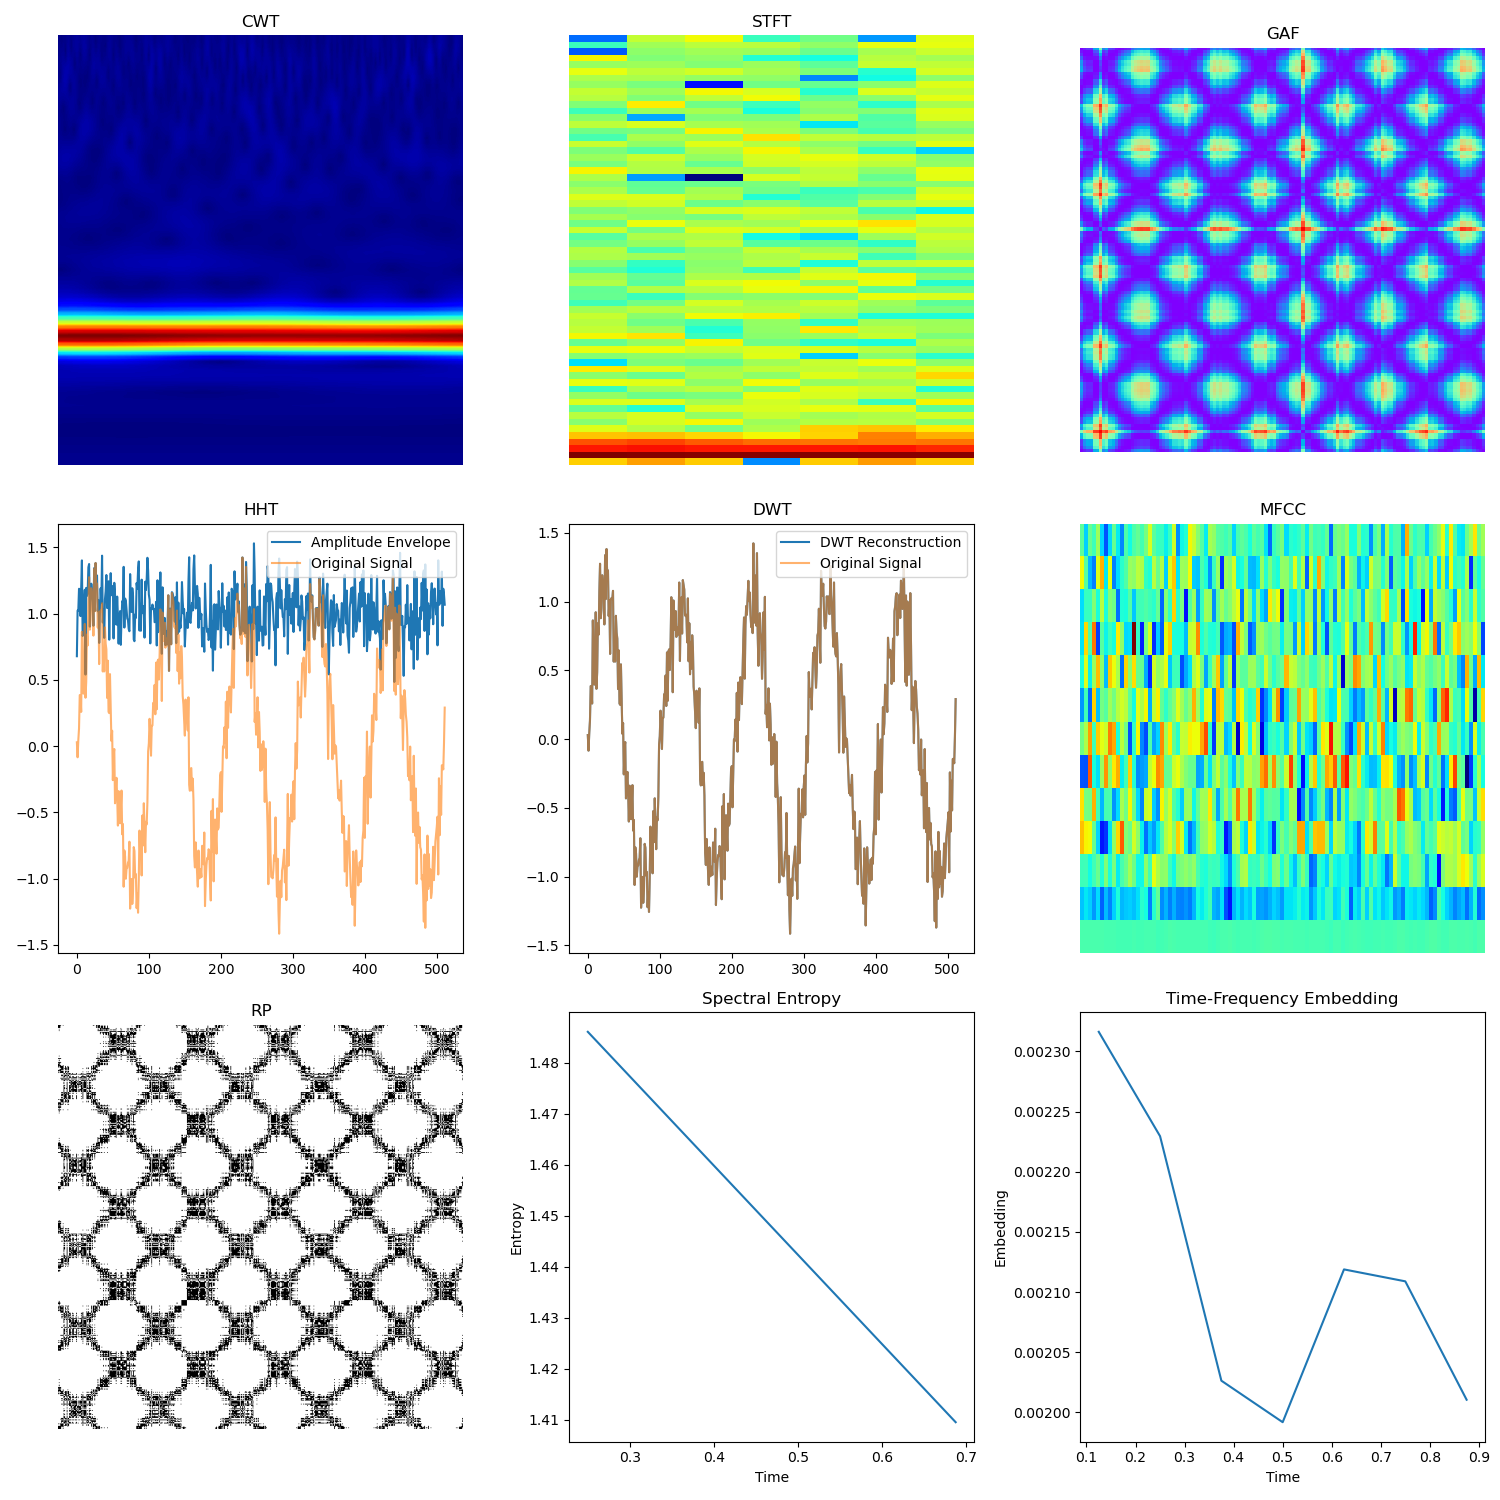 CWT
STFT
GAF
HHT
1.5
1.0
0.5
0.0
−0.5
−1.0
−1.5
0 100 200 300 400 500
Amplitude Envelope
Original Signal
DWT
1.5
1.0
0.5
0.0
−0.5
−1.0
−1.5
0 100 200 300 400 500
DWT Reconstruction
Original Signal
MFCC
RP
Spectral Entropy
Entropy
1.48
1.47
1.46
1.45
1.44
1.43
1.42
1.41
0.3 0.4 0.5 0.6 0.7
Time
Time-Frequency Embedding
Embedding
0.00230
0.00225
0.00220
0.00215
0.00210
0.00205
0.00200
0.1 0.2 0.3 0.4 0.5 0.6 0.7 0.8 0.9
Time